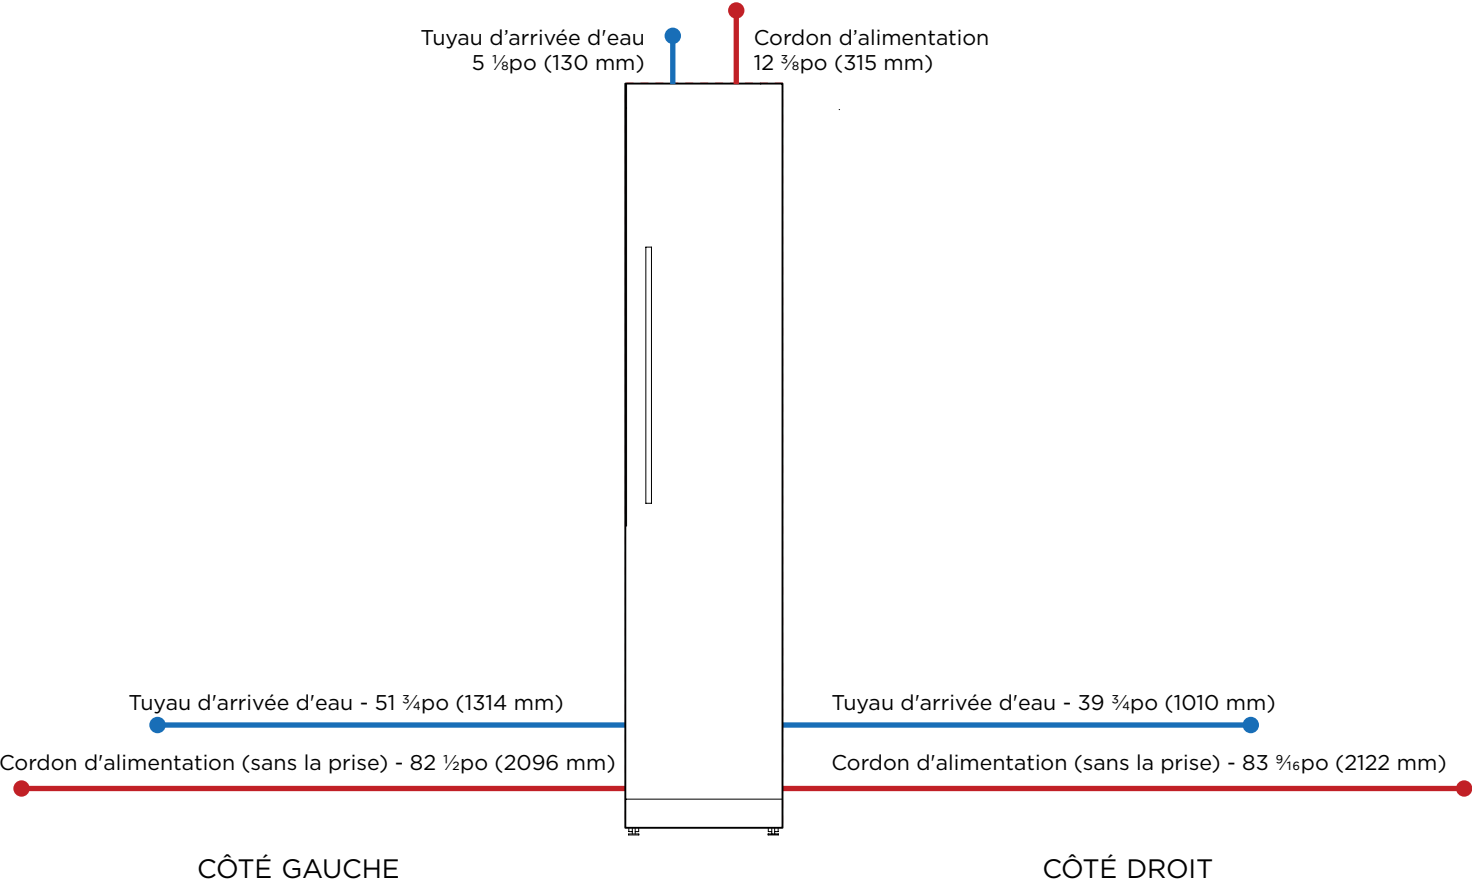 Tuyau d’arrivée d'eau
5 ⅛po (130 mm)
Cordon d’alimentation
12 ⅜po (315 mm)
Tuyau d'arrivée d'eau - 51 ¾po (1314 mm)
Tuyau d'arrivée d'eau - 39 ¾po (1010 mm)
Cordon d'alimentation (sans la prise) - 82 ½po (2096 mm)
Cordon d'alimentation (sans la prise) - 83 ⁹⁄₁₆po (2122 mm)
CÔTÉ GAUCHE
CÔTÉ DROIT